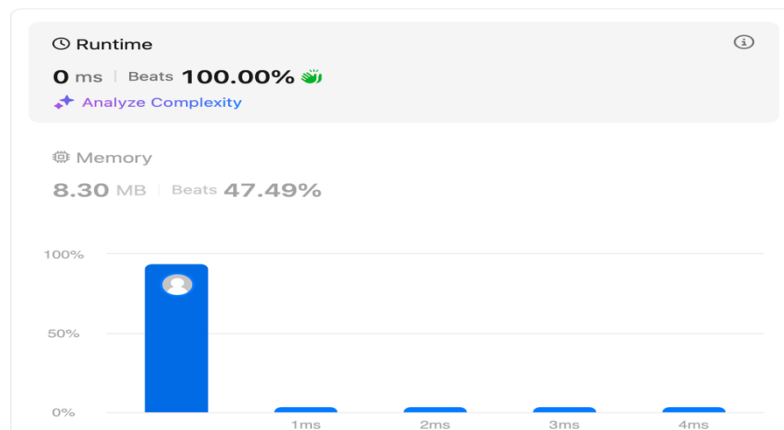 Runtime
0 ms | Beats 100.00%
Analyze Complexity
Memory
8.30 MB | Beats 47.49%
100%
50%
0%
1ms 2ms 3ms 4ms